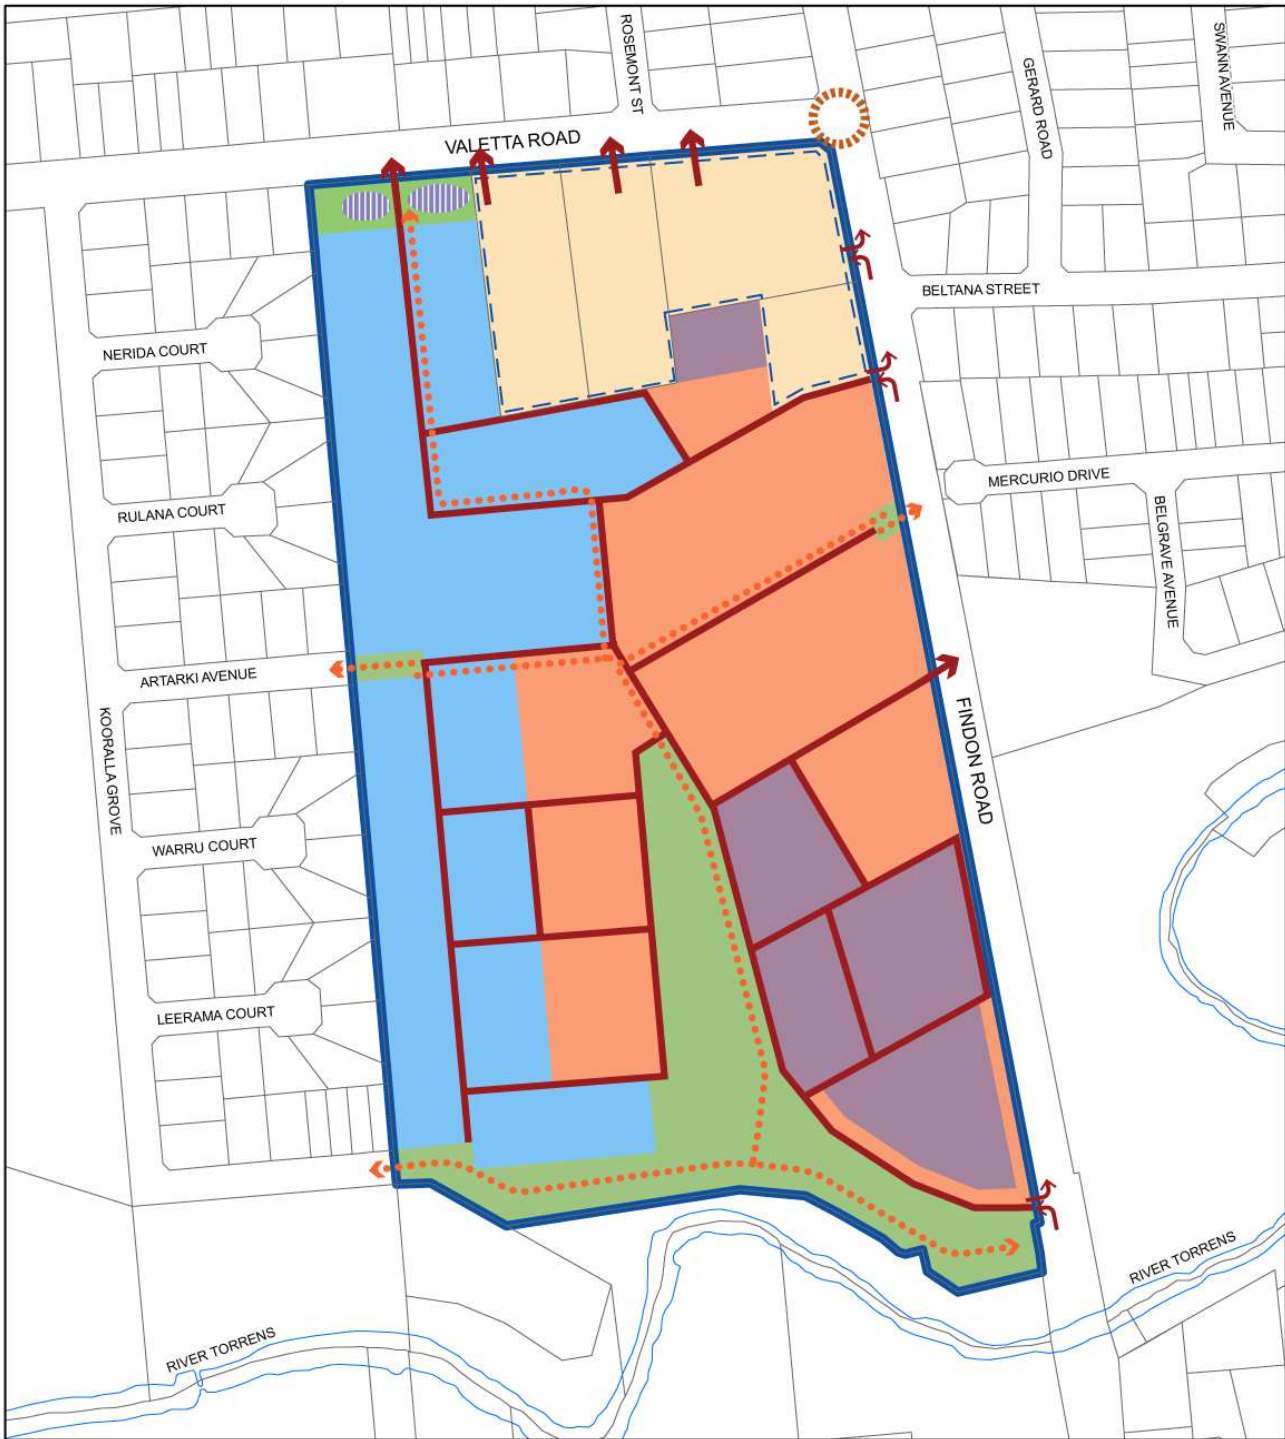 ROSEMONT ST
SWANN AVENUE
GERARD ROAD
VALETTA ROAD
BELTANA STREET
NERIDA COURT
MERCURIO DRIVE
RULANA COURT
BELGRAVE AVENUE
ARTARKI AVENUE
KOORALLA GROVE
FINDON ROAD
WARRU COURT
LEERAMA COURT
RIVER TORRENS
RIVER TORRENS